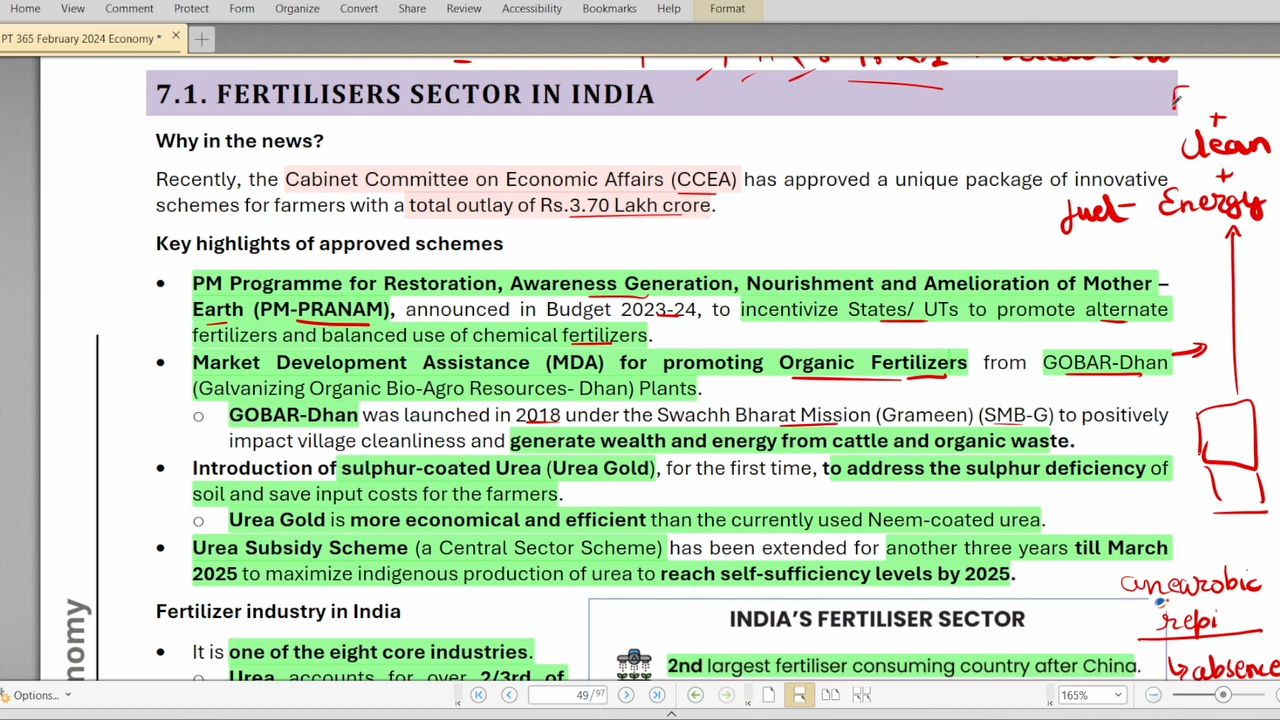 Home View Comment Protect Form Organize Convert Share Review Accessibility Bookmarks Help Format
PT 365 February 2024 Economy *
7.1. FERTILISERS SECTOR IN INDIA
+
clean
+
fuel Energy
Why in the news?
Recently, the Cabinet Committee on Economic Affairs (CCEA) has approved a unique package of innovative
schemes for farmers with a total outlay of Rs.3.70 Lakh crore.
Key highlights of approved schemes
• PM Programme for Restoration, Awareness Generation, Nourishment and Amelioration of Mother –
Earth (PM-PRANAM), announced in Budget 2023-24, to incentivize States/ UTs to promote alternate
fertilizers and balanced use of chemical fertilizers.
• Market Development Assistance (MDA) for promoting Organic Fertilizers from GOBAR-Dhan
(Galvanizing Organic Bio-Agro Resources- Dhan) Plants.
○ GOBAR-Dhan was launched in 2018 under the Swachh Bharat Mission (Grameen) (SMB-G) to positively
impact village cleanliness and generate wealth and energy from cattle and organic waste.
• Introduction of sulphur-coated Urea (Urea Gold), for the first time, to address the sulphur deficiency of
soil and save input costs for the farmers.
○ Urea Gold is more economical and efficient than the currently used Neem-coated urea.
• Urea Subsidy Scheme (a Central Sector Scheme) has been extended for another three years till March
2025 to maximize indigenous production of urea to reach self-sufficiency levels by 2025.
anearobic
repi
absence
Fertilizer industry in India
• It is one of the eight core industries.
○ Urea accounts for over 2/3rd of
INDIA'S FERTILISER SECTOR
2nd largest fertiliser consuming country after China.
nomy
Options...
49/97
165%